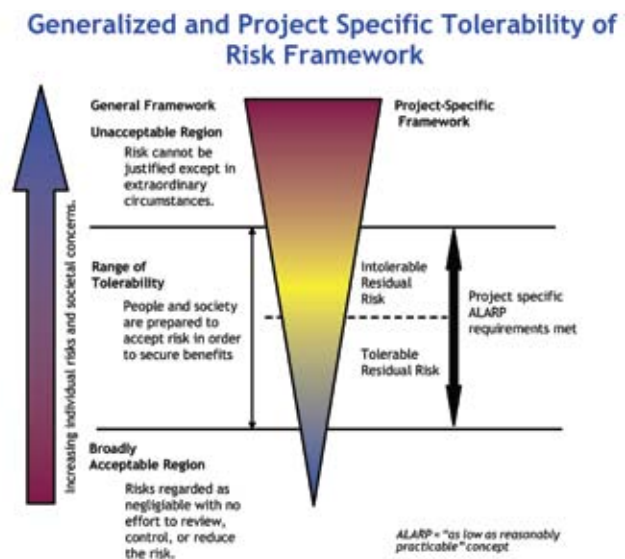 Generalized and Project Specific Tolerability of
Risk Framework
General Framework
Project-Specific
Framework
Unacceptable Region
Risk cannot be
justified except in
extraordinary
circumstances.
Increasing individual risks and societal concerns.
Range of
Tolerability
People and society
are prepared to
accept risk in order
to secure benefits
Intolerable
Residual
Risk
Tolerable
Residual Risk
Project specific
ALARP
requirements met
Broadly
Acceptable Region
Risks regarded as
negligiable with no
effort to review,
control, or reduce
the risk.
ALARP = "as low as reasonably
practicable" concept